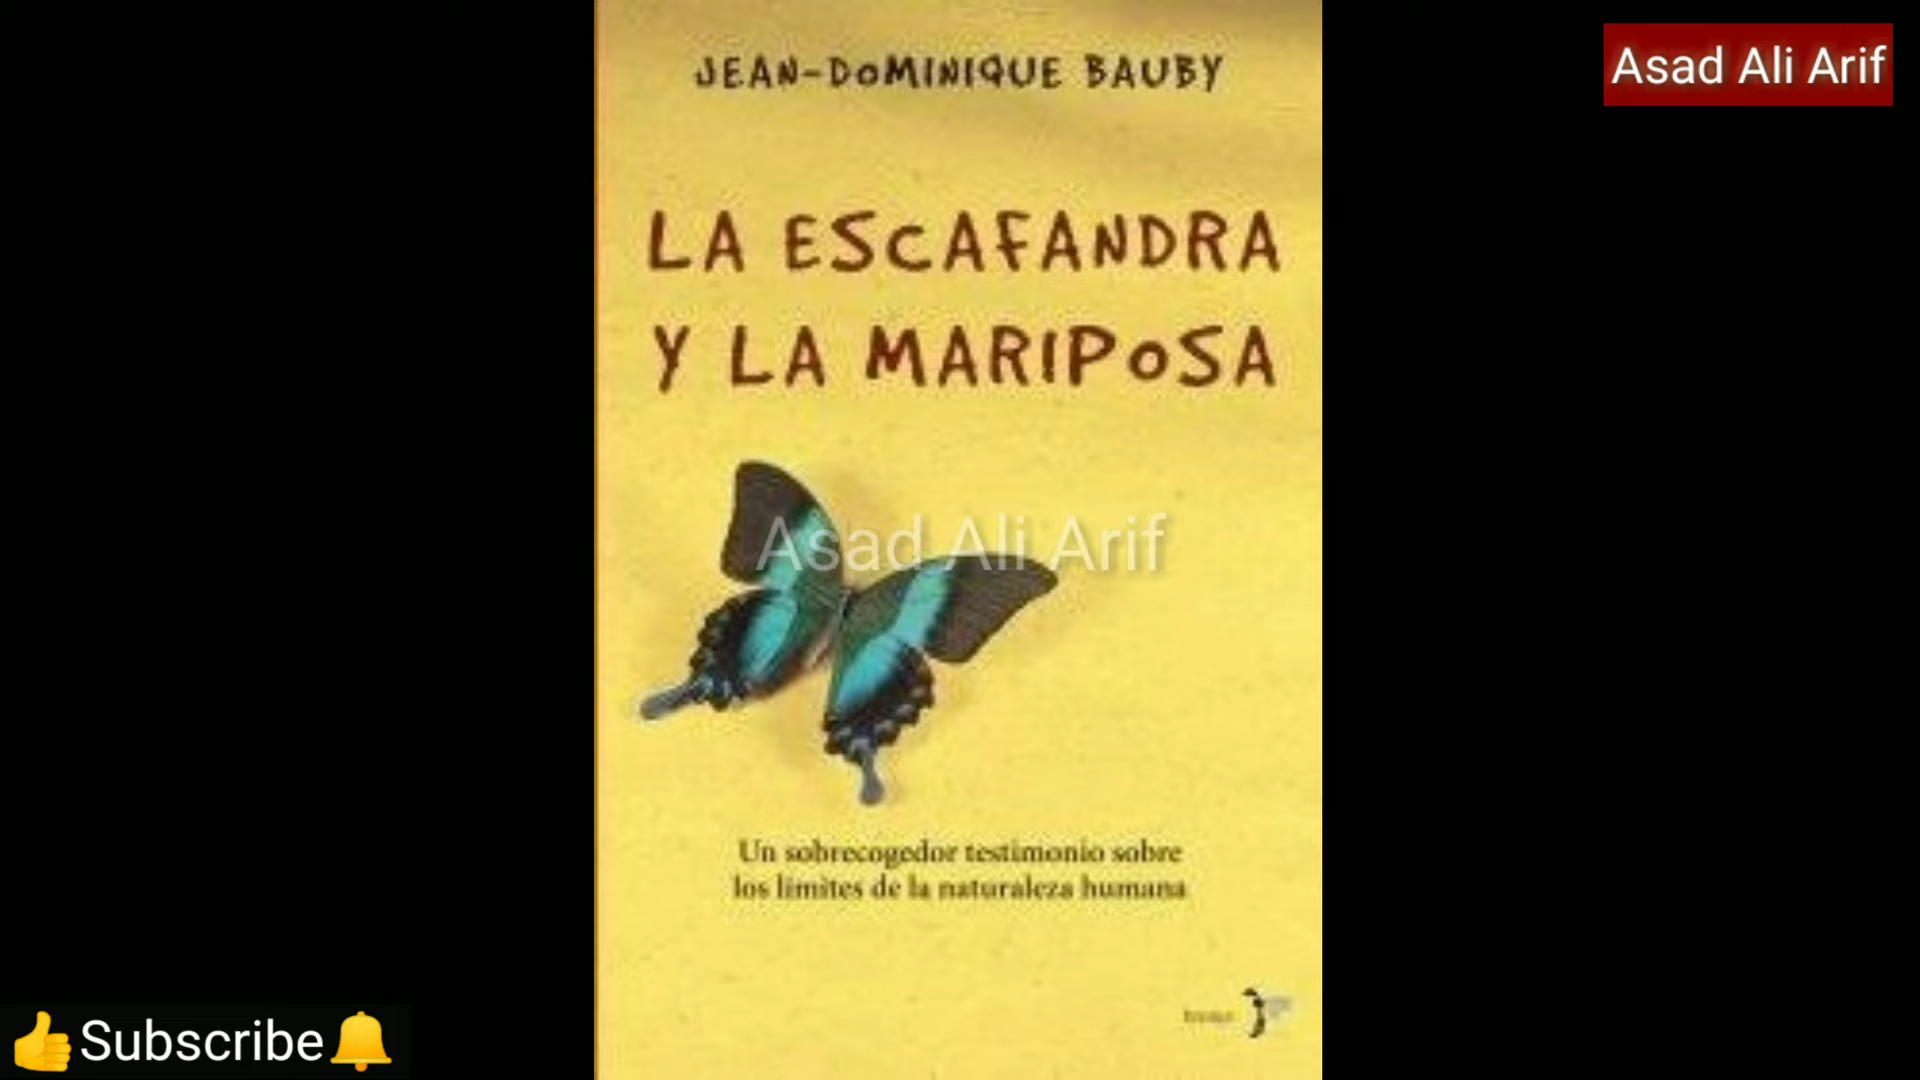 JEAN-DOMINIQUE BAUBY
Asad Ali Arif
LA ESCAFANDRA
Y LA MARIPOSA
Asad Ali Arif
Un sobrecogedor testimonio sobre
los límites de la naturaleza humana
Subscribe